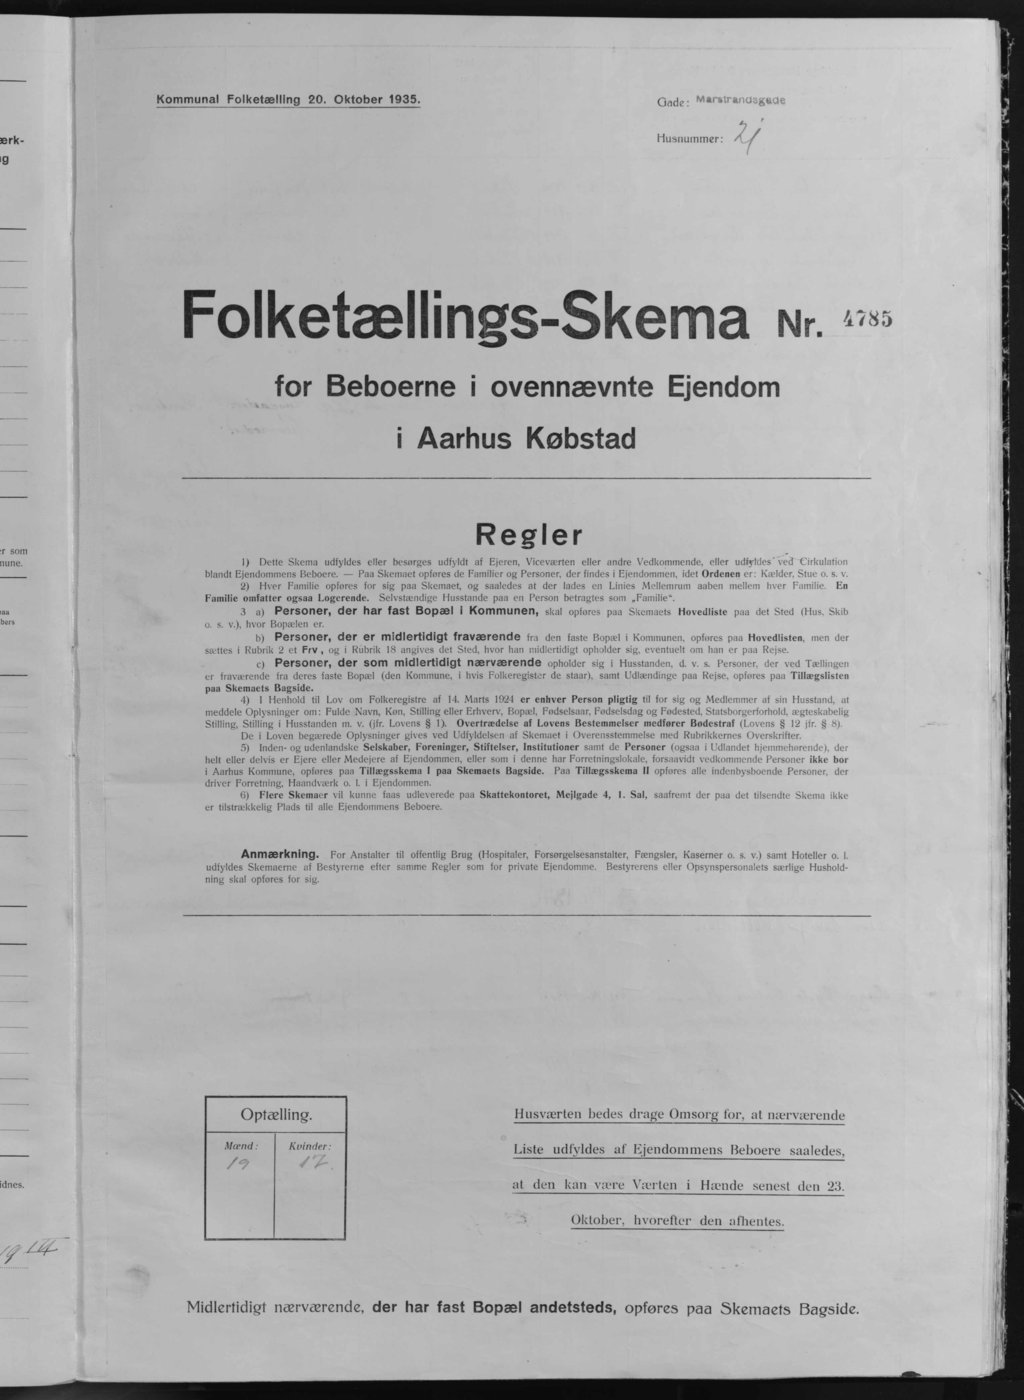 Kommunal Folketælling 20. Oktober 1935.
Gade: Marstrandsgade
Husnummer: 21
Folketællings-Skema Nr. 4785
for Beboerne i ovennævnte Ejendom
i Aarhus Købstad
Regler
1) Dette Skema udfyldes eller besørges udfyldt af Ejeren, Viceværten eller andre Vedkommende, eller udfyldes ved Cirkulation
blandt Ejendommens Beboere. — Paa Skemaet opføres de Familier og Personer, der findes i Ejendommen, idet Ordenen er: Kælder, Stue o. s. v.
2) Hver Familie opføres for sig paa Skemaet, og saaledes at der lades en Linies Mellemrum aaben mellem hver Familie. En
Familie omfatter ogsaa Logerende. Selvstændige Husstande paa en Person betragtes som „Familie“.
3 a) Personer, der har fast Bopæl i Kommunen, skal opføres paa Skemaets Hovedliste paa det Sted (Hus, Skib
o. s. v.), hvor Bopælen er.
b) Personer, der er midlertidigt fraværende fra den faste Bopæl i Kommunen, opføres paa Hovedlisten, men der
sættes i Rubrik 2 et Frv., og i Rubrik 18 angives det Sted, hvor han midlertidigt opholder sig, eventuelt om han er paa Rejse.
c) Personer, der som midlertidigt nærværende opholder sig i Husstanden, d. v. s. Personer, der ved Tællingen
er fraværende fra deres faste Bopæl (den Kommune, i hvis Folkeregister de staar), samt Udlændinge paa Rejse, opføres paa Tillægslisten
paa Skemaets Bagside.
4) I Henhold til Lov om Folkeregistre af 14. Marts 1924 er enhver Person pligtig til for sig og Medlemmer af sin Husstand, at
meddele Oplysninger om: Fulde Navn, Køn, Stilling eller Erhverv, Bopæl, Fødselsaar, Fødselsdag og Fødested, Statsborgerforhold, ægteskabelig
Stilling, Stilling i Husstanden m. v. (jfr. Lovens § 1). Overtrædelse af Lovens Bestemmelser medfører Bødestraf (Lovens § 12 jfr. § 8).
De i Loven begærede Oplysninger gives ved Udfyldelsen af Skemaet i Overensstemmelse med Rubrikkernes Overskrifter.
5) Inden- og udenlandske Selskaber, Foreninger, Stiftelser, Institutioner samt de Personer (ogsaa i Udlandet hjemmehørende), der
helt eller delvis er Ejere eller Medejere af Ejendommen, eller som i denne har Forretningslokale, forsaavidt vedkommende Personer ikke bor
i Aarhus Kommune, opføres paa Tillægsskema I paa Skemaets Bagside. Paa Tillægsskema II opføres alle indenbysboende Personer, der
driver Forretning, Haandværk o. l. i Ejendommen.
6) Flere Skemaer vil kunne faas udleverede paa Skattekontoret, Mejlgade 4, 1. Sal, saafremt der paa det tilsendte Skema ikke
er tilstrækkelig Plads til alle Ejendommens Beboere.
Anmærkning. For Anstalter til offentlig Brug (Hospitaler, Forsørgelsesanstalter, Fængsler, Kaserner o. s. v.) samt Hoteller o. l.
udfyldes Skemaerne af Bestyrerne efter samme Regler som for private Ejendomme. Bestyrerens eller Opsynspersonalets særlige Hushold-
ning skal opføres for sig.
Optælling.
Mænd: Kvinder:
19 17.
Husværten bedes drage Omsorg for, at nærværende
Liste udfyldes af Ejendommens Beboere saaledes,
at den kan være Værten i Hænde senest den 23.
Oktober, hvorefter den afhentes.
Midlertidigt nærværende, der har fast Bopæl andetsteds, opføres paa Skemaets Bagside.